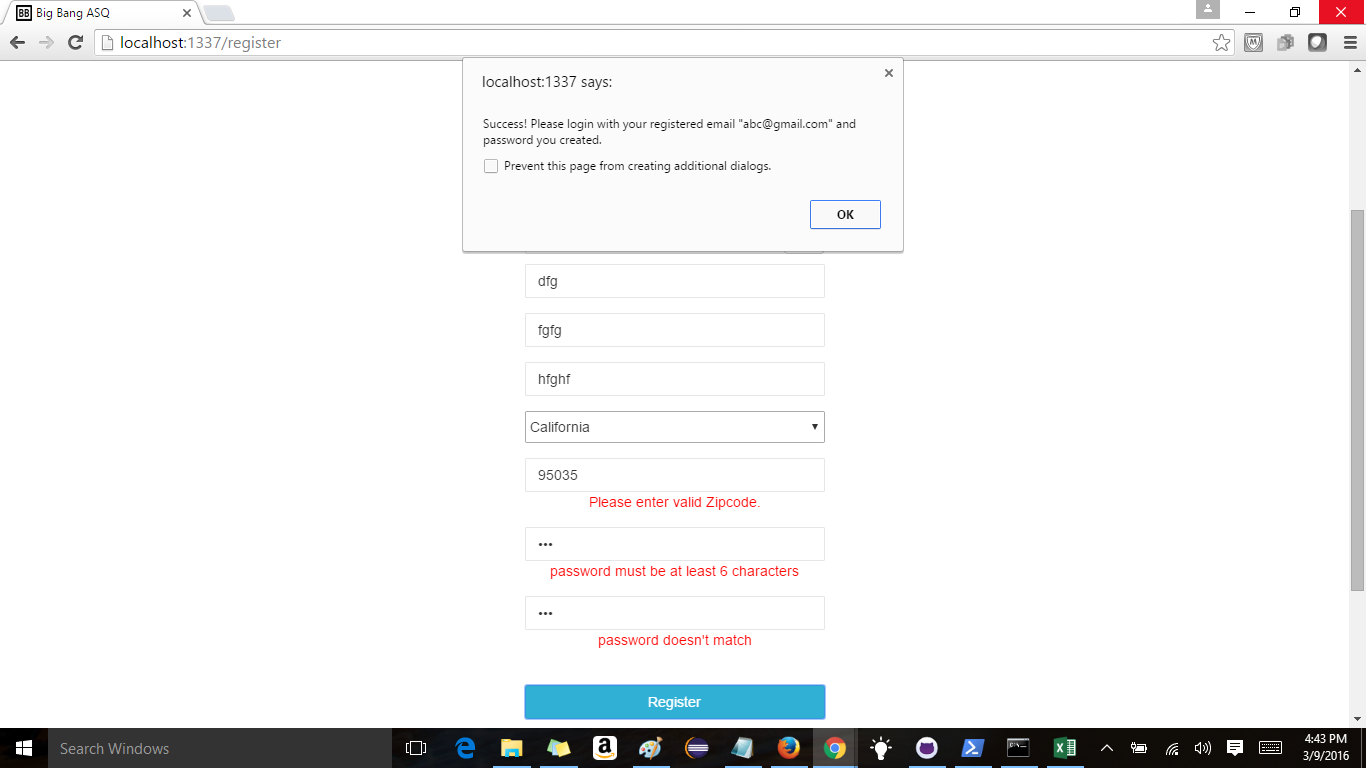 BB Big Bang ASQ
localhost:1337/register
localhost:1337 says:
Success! Please login with your registered email "abc@gmail.com" and
password you created.
Prevent this page from creating additional dialogs.
OK
dfg
fgfg
hfghf
California
95035
Please enter valid Zipcode.
•••
password must be at least 6 characters
•••
password doesn't match
Register
Search Windows
4:43 PM
3/9/2016